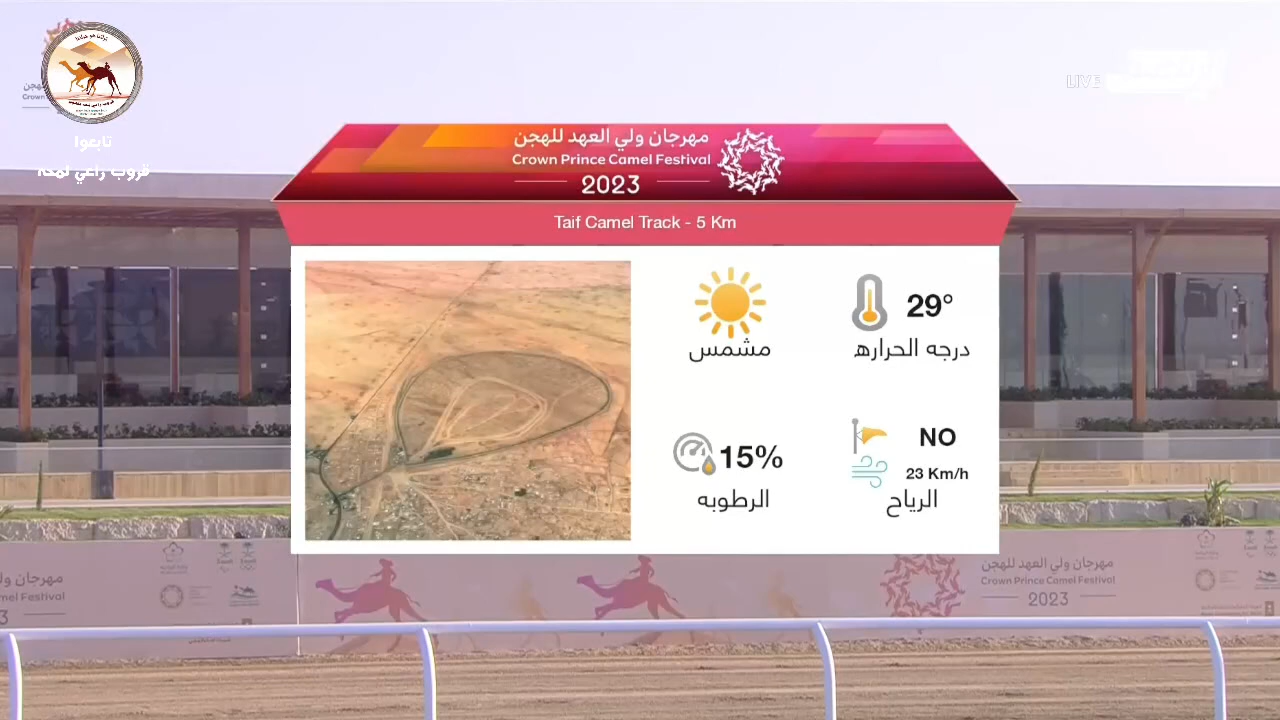 تابعوا
LIVE
مهرجان ولي العهد للهجن
Crown Prince Camel Festival
2023
Taif Camel Track - 5 Km
مشمس
29°
درجه الحراره
15%
الرطوبه
NO
23 Km/h
الرياح
مهرجان ولي العهد للهجن
Crown Prince Camel Festival
2023